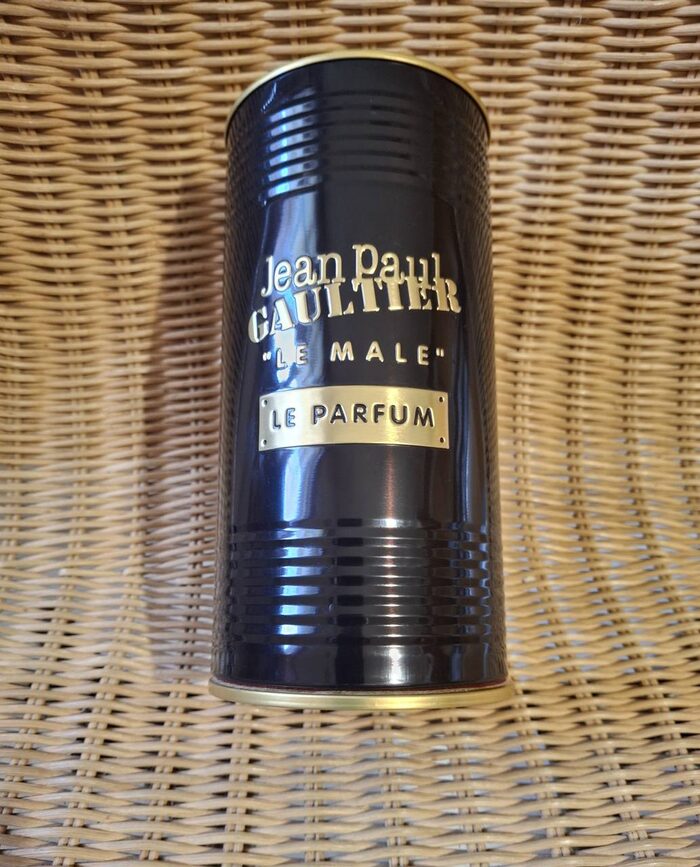 Jean Paul
GAULTIER
"LE MALE"
LE PARFUM